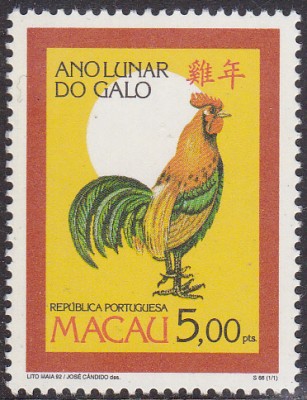 ANO LUNAR 雞年
DO GALO
REPÚBLICA PORTUGUESA
MACAU 5,00 pts.
LITO MAIA 92 / JOSÉ CÂNDIDO des. S 66 (1/1)